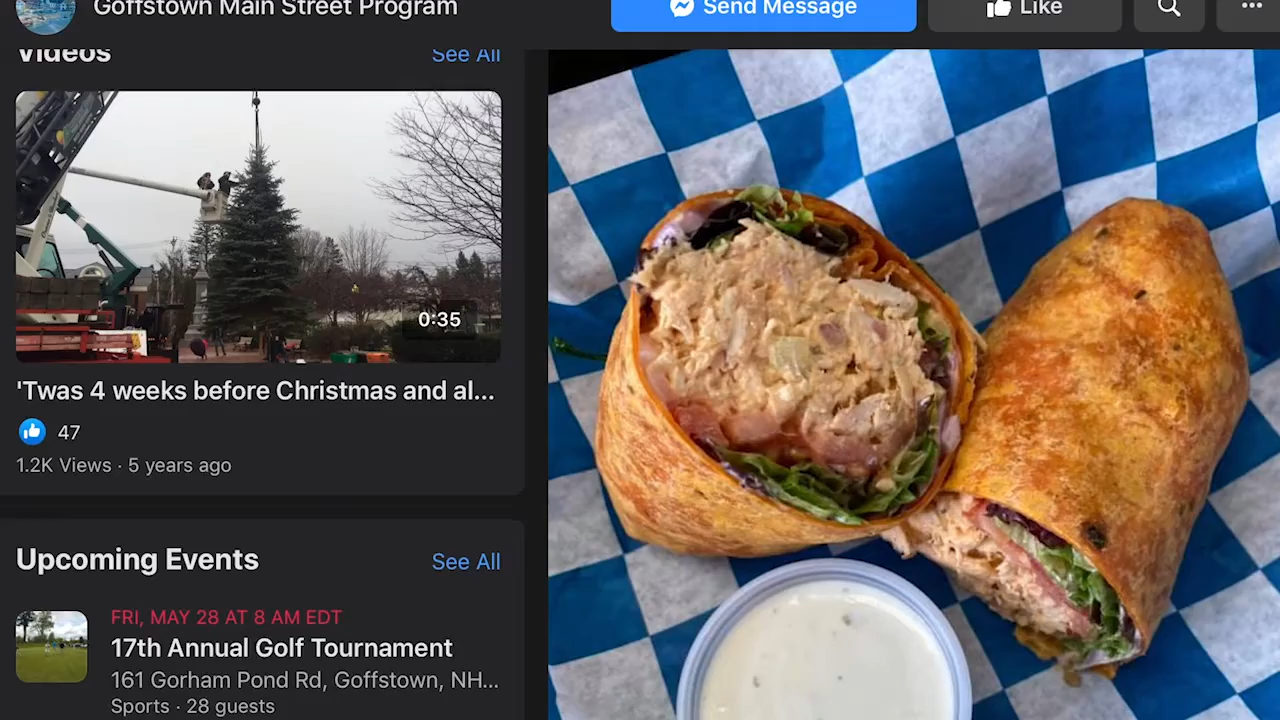 Goffstown Main Street Program
Send Message
Like
Videos
See All
0:35
'Twas 4 weeks before Christmas and al...
47
1.2K Views · 5 years ago
Upcoming Events
See All
FRI, MAY 28 AT 8 AM EDT
17th Annual Golf Tournament
161 Gorham Pond Rd, Goffstown, NH...
Sports · 28 guests